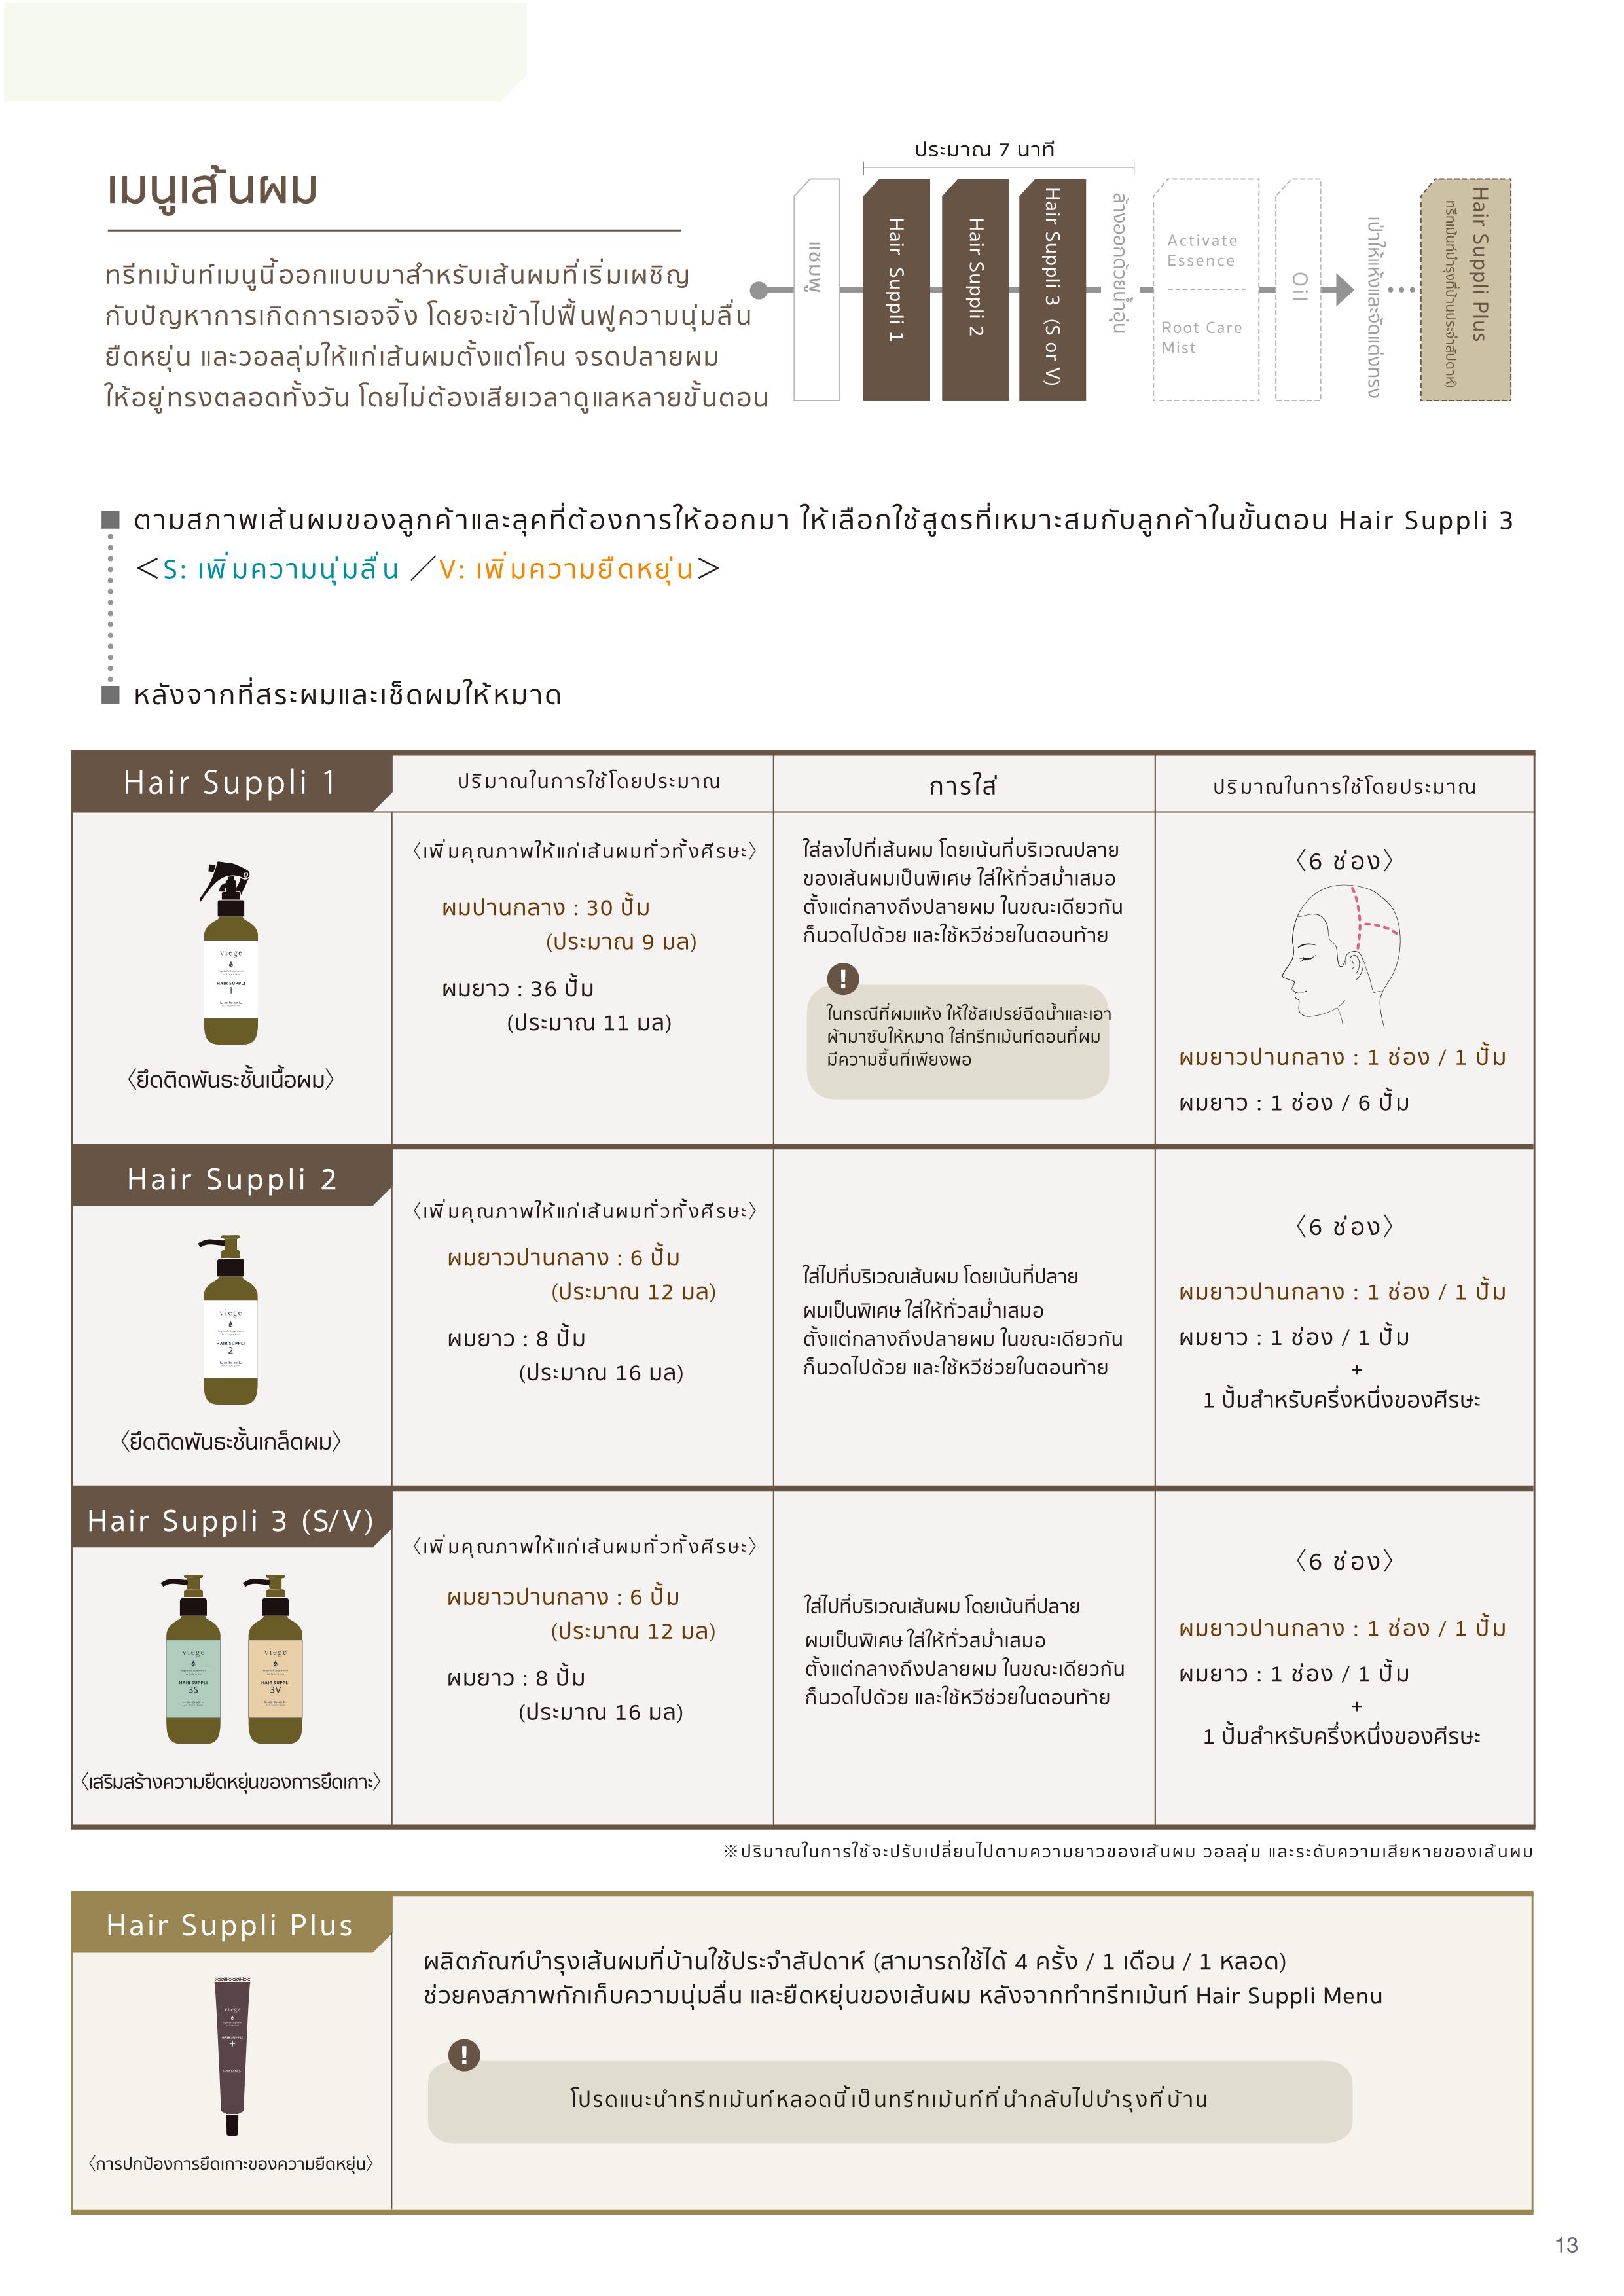 เมนูเส้นผม
ทรีทเม้นท์เมนูนี้ออกแบบมาสำหรับเส้นผมที่เริ่มเผชิญ
กับปัญหาการเกิดการเอจจิ้ง โดยจะเข้าไปฟื้นฟูความนุ่มลื่น
ยืดหยุ่น และวอลลุ่มให้แก่เส้นผมตั้งแต่โคน จรดปลายผม
ให้อยู่ทรงตลอดทั้งวัน โดยไม่ต้องเสียเวลาดูแลหลายขั้นตอน
ประมาณ 7 นาที
แชมพู
Hair Suppli 1
Hair Suppli 2
Hair Suppli 3 (S or V)
ล้างออกด้วยน้ำอุ่น
Activate
Essence
Root Care
Mist
Oil
เป่าให้แห้งและจัดแต่งทรง
Hair Suppli Plus
ทรีทเม้นท์บำรุงที่บ้านประจำสัปดาห์)
ตามสภาพเส้นผมของลูกค้าและลุคที่ต้องการให้ออกมา ให้เลือกใช้สูตรที่เหมาะสมกับลูกค้าในขั้นตอน Hair Suppli 3
＜S: เพิ่มความนุ่มลื่น ／V: เพิ่มความยืดหยุ่น＞
หลังจากที่สระผมและเช็ดผมให้หมาด
Hair Suppli 1
ปริมาณในการใช้โดยประมาณ
การใส่
ปริมาณในการใช้โดยประมาณ
viege
HAIR SUPPLI
1
LebeL
〈ยึดติดพันธะชั้นเนื้อผม〉
〈เพิ่มคุณภาพให้แก่เส้นผมทั่วทั้งศีรษะ〉
ผมปานกลาง : 30 ปั้ม
(ประมาณ 9 มล)
ผมยาว : 36 ปั้ม
(ประมาณ 11 มล)
ใส่ลงไปที่เส้นผม โดยเน้นที่บริเวณปลาย
ของเส้นผมเป็นพิเศษ ใส่ให้ทั่วสม่ำเสมอ
ตั้งแต่กลางถึงปลายผม ในขณะเดียวกัน
ก็นวดไปด้วย และใช้หวีช่วยในตอนท้าย
!
ในกรณีที่ผมแห้ง ให้ใช้สเปรย์ฉีดน้ำและเอา
ผ้ามาซับให้หมาด ใส่ทรีทเม้นท์ตอนที่ผม
มีความชื้นที่เพียงพอ
〈6 ช่อง〉
ผมยาวปานกลาง : 1 ช่อง / 1 ปั้ม
ผมยาว : 1 ช่อง / 6 ปั้ม
Hair Suppli 2
viege
HAIR SUPPLI
2
LebeL
〈ยึดติดพันธะชั้นเกล็ดผม〉
〈เพิ่มคุณภาพให้แก่เส้นผมทั่วทั้งศีรษะ〉
ผมยาวปานกลาง : 6 ปั้ม
(ประมาณ 12 มล)
ผมยาว : 8 ปั้ม
(ประมาณ 16 มล)
ใส่ไปที่บริเวณเส้นผม โดยเน้นที่ปลาย
ผมเป็นพิเศษ ใส่ให้ทั่วสม่ำเสมอ
ตั้งแต่กลางถึงปลายผม ในขณะเดียวกัน
ก็นวดไปด้วย และใช้หวีช่วยในตอนท้าย
〈6 ช่อง〉
ผมยาวปานกลาง : 1 ช่อง / 1 ปั้ม
ผมยาว : 1 ช่อง / 1 ปั้ม
+
1 ปั้มสำหรับครึ่งหนึ่งของศีรษะ
Hair Suppli 3 (S/V)
viege
HAIR SUPPLI
3S
LebeL
viege
HAIR SUPPLI
3V
LebeL
〈เสริมสร้างความยืดหยุ่นของการยึดเกาะ〉
〈เพิ่มคุณภาพให้แก่เส้นผมทั่วทั้งศีรษะ〉
ผมยาวปานกลาง : 6 ปั้ม
(ประมาณ 12 มล)
ผมยาว : 8 ปั้ม
(ประมาณ 16 มล)
ใส่ไปที่บริเวณเส้นผม โดยเน้นที่ปลาย
ผมเป็นพิเศษ ใส่ให้ทั่วสม่ำเสมอ
ตั้งแต่กลางถึงปลายผม ในขณะเดียวกัน
ก็นวดไปด้วย และใช้หวีช่วยในตอนท้าย
〈6 ช่อง〉
ผมยาวปานกลาง : 1 ช่อง / 1 ปั้ม
ผมยาว : 1 ช่อง / 1 ปั้ม
+
1 ปั้มสำหรับครึ่งหนึ่งของศีรษะ
※ปริมาณในการใช้จะปรับเปลี่ยนไปตามความยาวของเส้นผม วอลลุ่ม และระดับความเสียหายของเส้นผม
Hair Suppli Plus
viege
HAIR SUPPLI
+
LebeL
〈การปกป้องการยึดเกาะของความยืดหยุ่น〉
ผลิตภัณฑ์บำรุงเส้นผมที่บ้านใช้ประจำสัปดาห์ (สามารถใช้ได้ 4 ครั้ง / 1 เดือน / 1 หลอด)
ช่วยคงสภาพกักเก็บความนุ่มลื่น และยืดหยุ่นของเส้นผม หลังจากทำทรีทเม้นท์ Hair Suppli Menu
!
โปรดแนะนำทรีทเม้นท์หลอดนี้เป็นทรีทเม้นท์ที่นำกลับไปบำรุงที่บ้าน
13